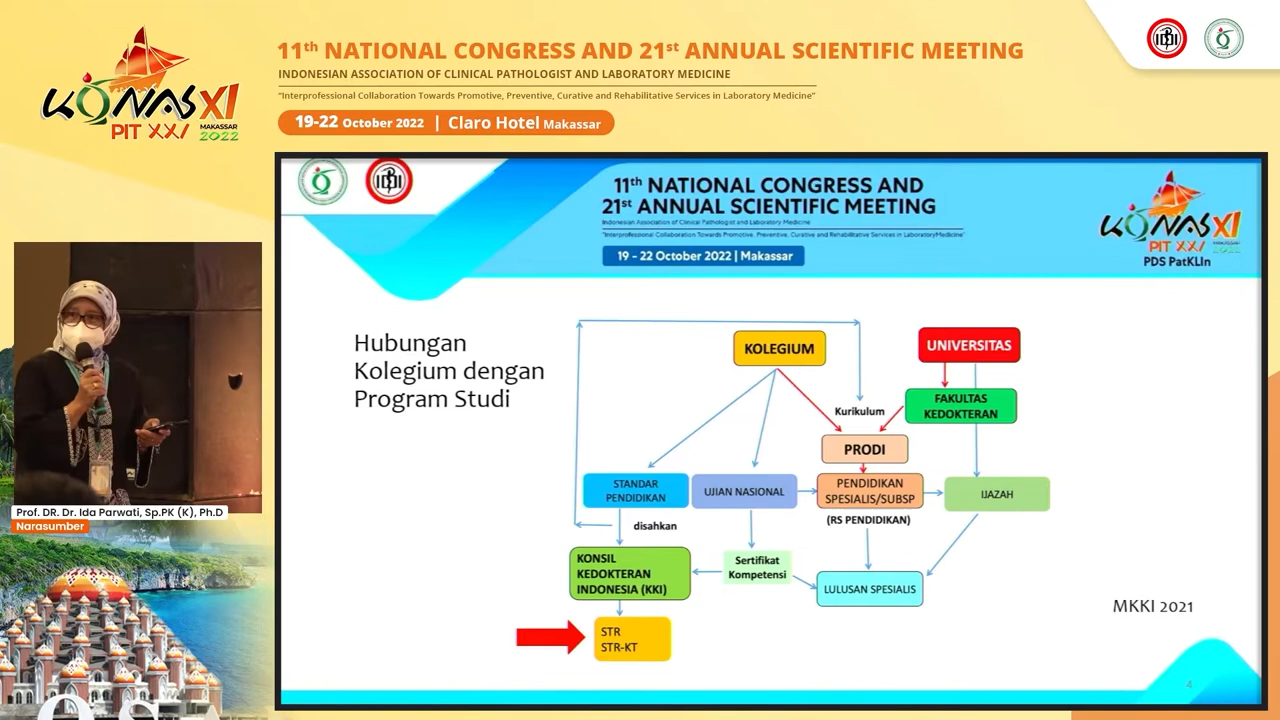 11th NATIONAL CONGRESS AND 21st ANNUAL SCIENTIFIC MEETING
INDONESIAN ASSOCIATION OF CLINICAL PATHOLOGIST AND LABORATORY MEDICINE
"Interprofessional Collaboration Towards Promotive, Preventive, Curative and Rehabilitative Services in Laboratory Medicine"
19-22 October 2022 | Claro Hotel Makassar
KONAS XI
PIT XXI
MAKASSAR
2022
IDI
11th NATIONAL CONGRESS AND
21st ANNUAL SCIENTIFIC MEETING
Indonesian Association of Clinical Pathologist and Laboratory Medicine
"Interprofessional Collaboration Towards Promotive, Preventive, Curative and Rehabilitative Services in LaboratoryMedicine"
19 - 22 October 2022 | Makassar
KONAS XI
PIT XXI
MAKASSAR
2022
PDS PatKLIn
Hubungan
Kolegium dengan
Program Studi
KOLEGIUM
UNIVERSITAS
Kurikulum
FAKULTAS
KEDOKTERAN
PRODI
STANDAR
PENDIDIKAN
UJIAN NASIONAL
PENDIDIKAN
SPESIALIS/SUBSP
IJAZAH
(RS PENDIDIKAN)
disahkan
KONSIL
KEDOKTERAN
INDONESIA (KKI)
Sertifikat
Kompetensi
LULUSAN SPESIALIS
STR
STR-KT
MKKI 2021
4
Prof. DR. Dr. Ida Parwati, Sp.PK (K), Ph.D
Narasumber